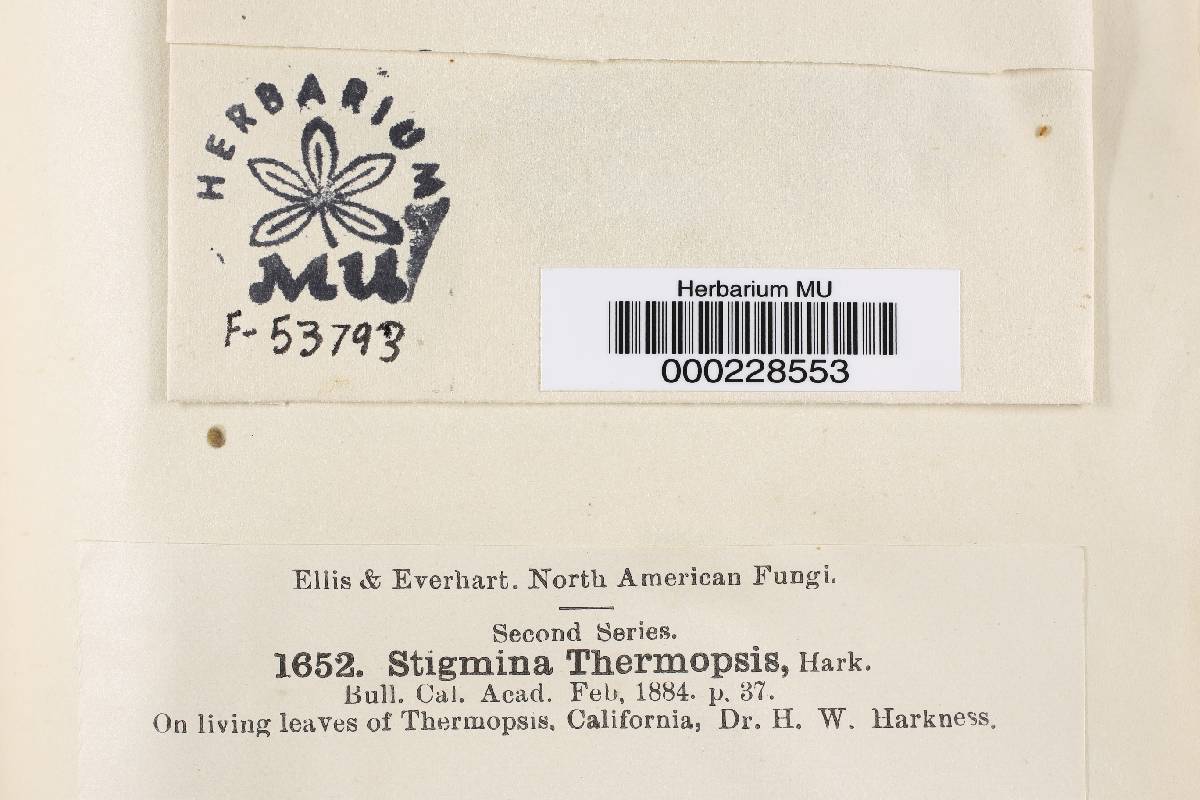 HERBARIUM
MU
F-53793
Herbarium MU
000228553
Ellis & Everhart. North American Fungi.
Second Series.
1652. Stigmina Thermopsis, Hark.
Bull. Cal. Acad. Feb, 1884. p. 37.
On living leaves of Thermopsis, California, Dr. H. W. Harkness.